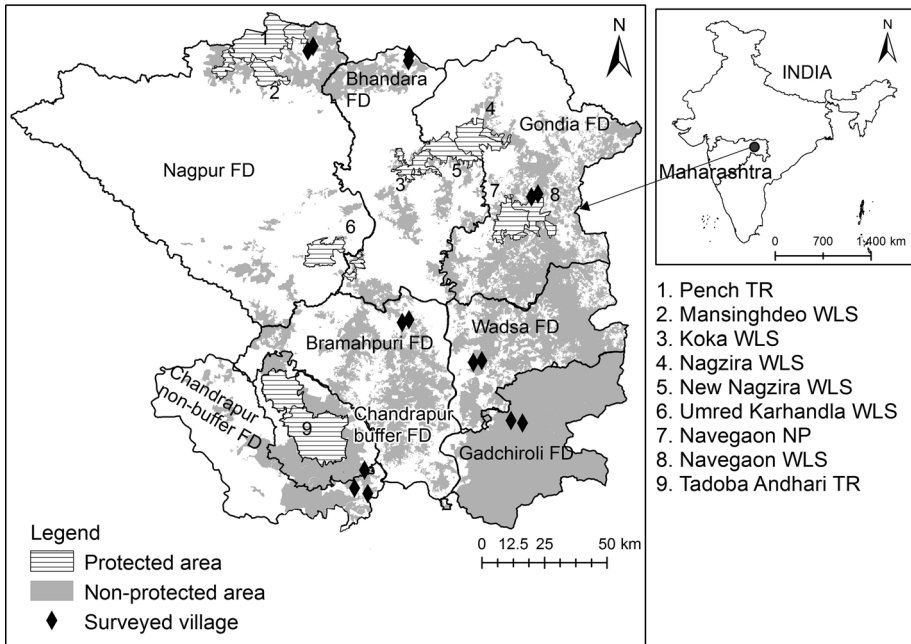 1
N
2
Bhandara
FD
4
Gondia FD
Nagpur FD
3
5
7
8
6
Bramahpuri FD
Wadsa FD
Chandrapur
non-buffer FD
9
Chandrapur
buffer FD
Gadchiroli FD
Legend
Protected area
Non-protected area
Surveyed village
0 12.5 25 50 km
N
INDIA
Maharashtra
0 700 1400 km
1. Pench TR
2. Mansinghdeo WLS
3. Koka WLS
4. Nagzira WLS
5. New Nagzira WLS
6. Umred Karhandla WLS
7. Navegaon NP
8. Navegaon WLS
9. Tadoba Andhari TR